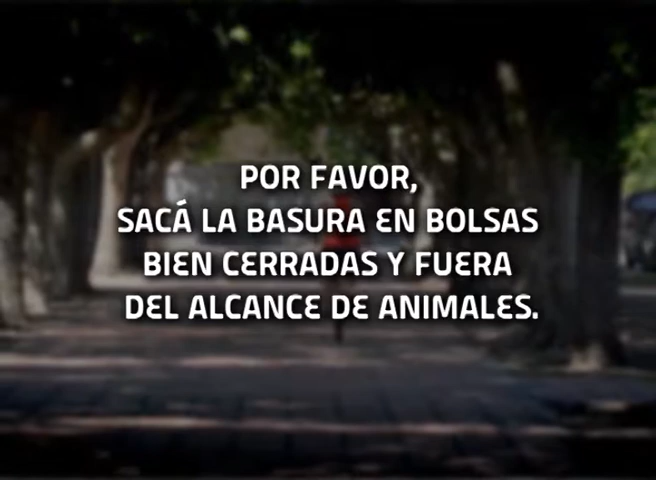 POR FAVOR,
SACÁ LA BASURA EN BOLSAS
BIEN CERRADAS Y FUERA
DEL ALCANCE DE ANIMALES.